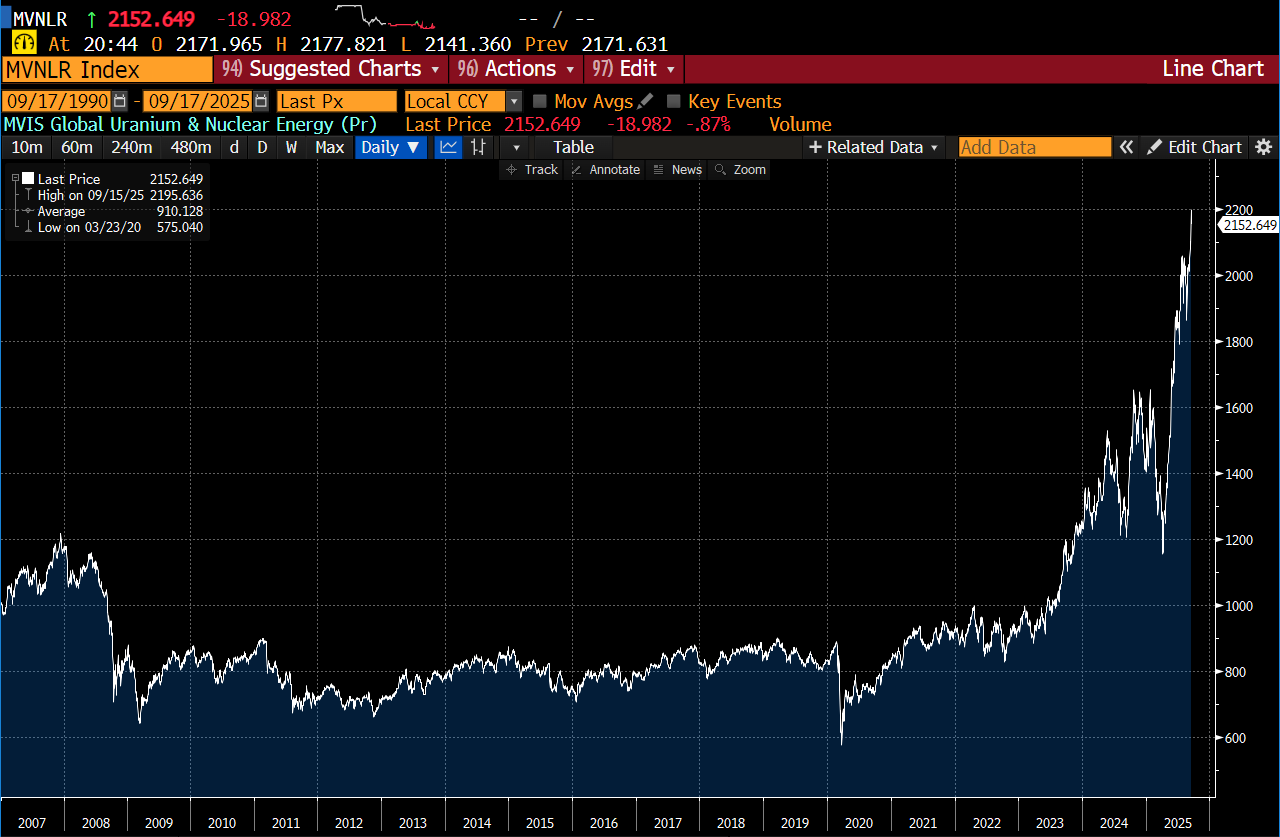 MVNLR ↑ 2152.649 -18.982 -- / --
At 20:44 O 2171.965 H 2177.821 L 2141.360 Prev 2171.631
MVNLR Index 94) Suggested Charts 96) Actions 97) Edit Line Chart
09/17/1990 - 09/17/2025 Last Px Local CCY Mov Avgs Key Events
MVIS Global Uranium & Nuclear Energy (Pr) Last Price 2152.649 -18.982 -.87% Volume
10m 60m 240m 480m d D W Max Daily ▼ Table + Related Data Add Data « Edit Chart
Track Annotate News Zoom
Last Price 2152.649
High on 09/15/25 2195.636
Average 910.128
Low on 03/23/20 575.040
2200
2152.649
2000
1800
1600
1400
1200
1000
800
600
2007 2008 2009 2010 2011 2012 2013 2014 2015 2016 2017 2018 2019 2020 2021 2022 2023 2024 2025